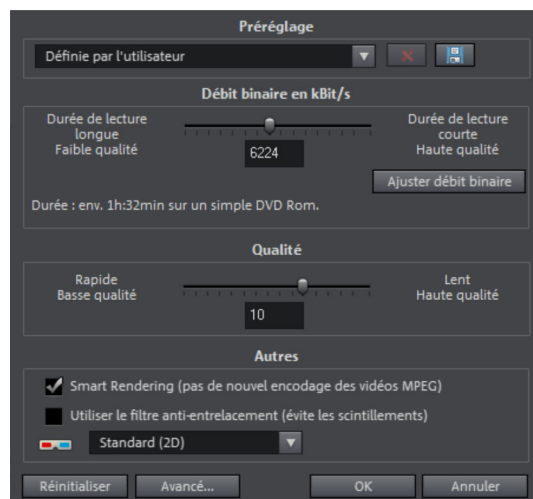 Préréglage
Définie par l'utilisateur
Débit binaire en kBit/s
Durée de lecture
longue
Faible qualité
6224
Durée de lecture
courte
Haute qualité
Ajuster débit binaire
Durée : env. 1h:32min sur un simple DVD Rom.
Qualité
Rapide
Basse qualité
10
Lent
Haute qualité
Autres
Smart Rendering (pas de nouvel encodage des vidéos MPEG)
Utiliser le filtre anti-entrelacement (évite les scintillements)
Standard (2D)
Réinitialiser
Avancé...
OK
Annuler